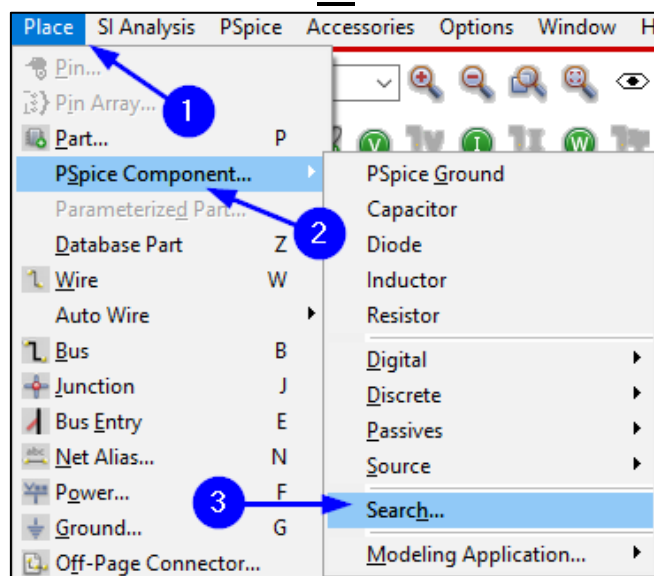 Place SI Analysis PSpice Accessories Options Window H
Pin...
Pin Array...
1
Part... P
V I W
PSpice Component...
2
Parameterized Part...
Database Part Z
Wire W
Auto Wire
Bus B
Junction J
Bus Entry E
Net Alias... N
Power... F
3
Ground... G
Off-Page Connector...
PSpice Ground
Capacitor
Diode
Inductor
Resistor
Digital
Discrete
Passives
Source
Search...
Modeling Application...